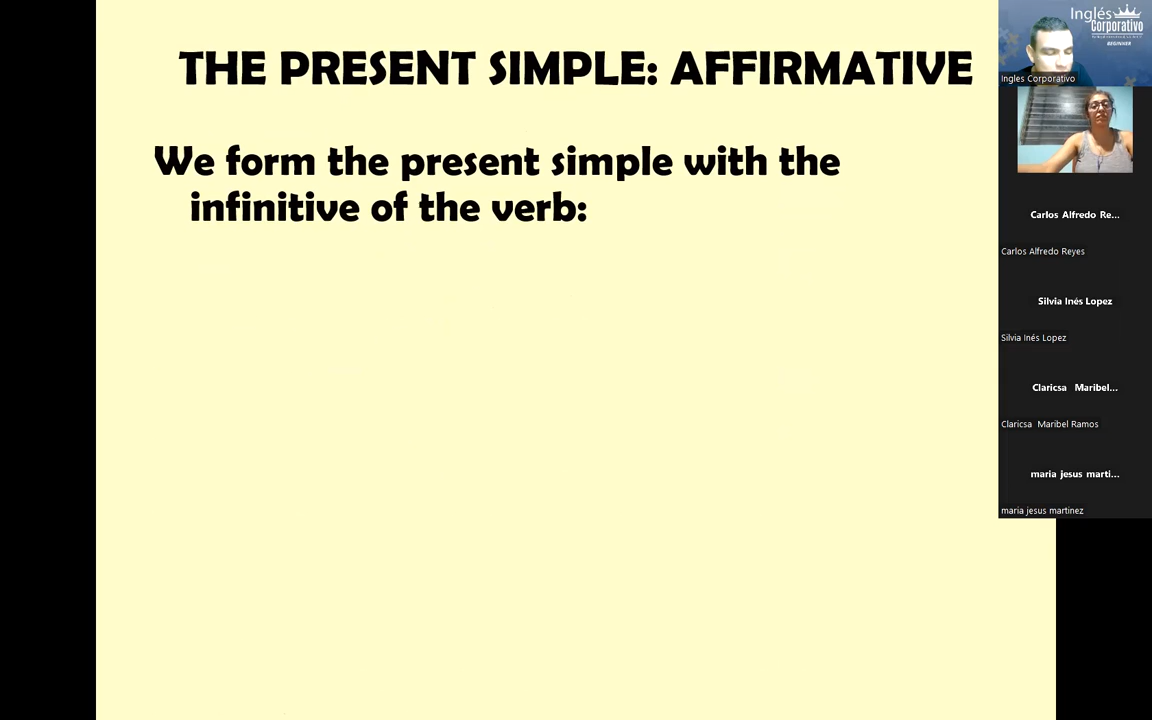 THE PRESENT SIMPLE: AFFIRMATIVE
We form the present simple with the
infinitive of the verb:
Inglés
Corporativo
BEGINNER
Ingles Corporativo
Carlos Alfredo Re...
Carlos Alfredo Reyes
Silvia Inés Lopez
Silvia Inés Lopez
Claricsa Maribel...
Claricsa Maribel Ramos
maria jesus marti...
maria jesus martinez